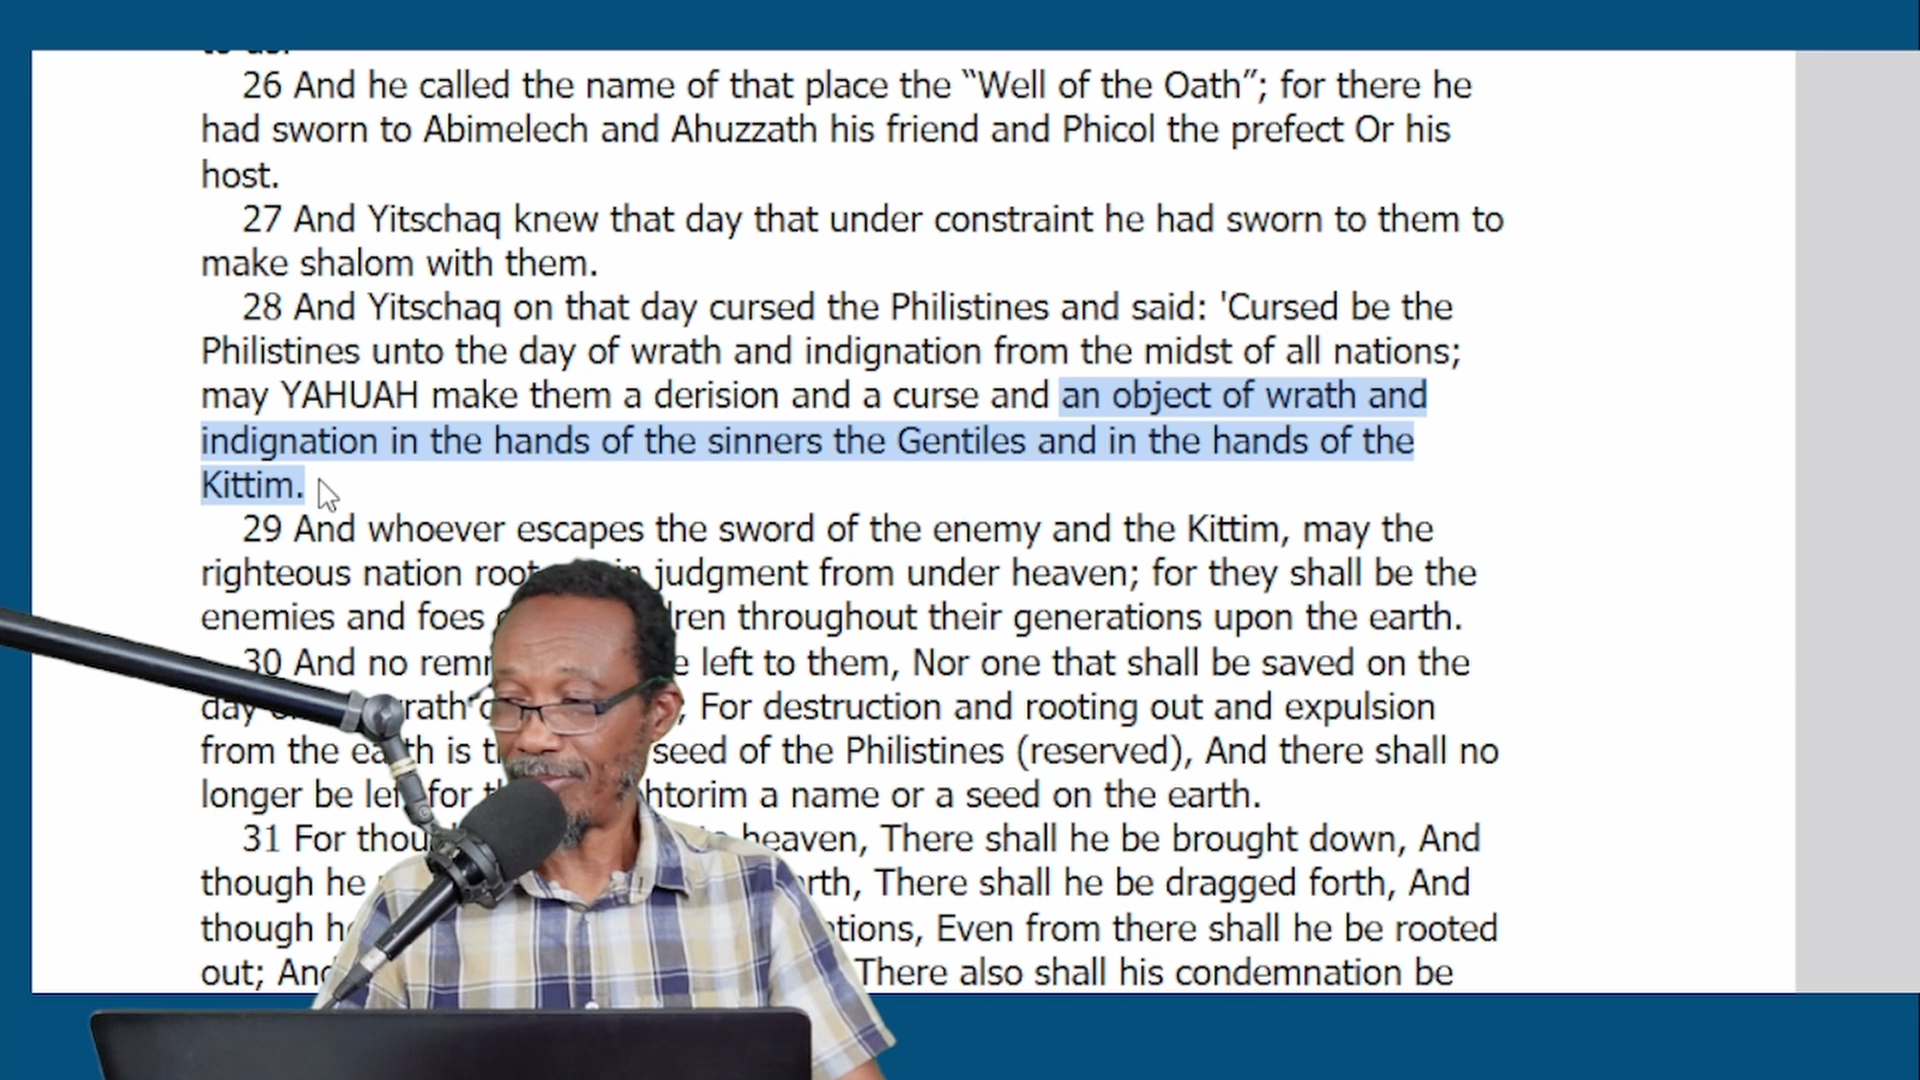 26 And he called the name of that place the “Well of the Oath”; for there he
had sworn to Abimelech and Ahuzzath his friend and Phicol the prefect Or his
host.
27 And Yitschaq knew that day that under constraint he had sworn to them to
make shalom with them.
28 And Yitschaq on that day cursed the Philistines and said: 'Cursed be the
Philistines unto the day of wrath and indignation from the midst of all nations;
may YAHUAH make them a derision and a curse and an object of wrath and
indignation in the hands of the sinners the Gentiles and in the hands of the
Kittim.
29 And whoever escapes the sword of the enemy and the Kittim, may the
righteous nation root in judgment from under heaven; for they shall be the
enemies and foes throughout their generations upon the earth.
30 And no left to them, Nor one that shall be saved on the
day For destruction and rooting out and expulsion
from the earth is seed of the Philistines (reserved), And there shall no
longer be for a name or a seed on the earth.
31 For heaven, There shall he be brought down, And
though he There shall he be dragged forth, And
though Even from there shall he be rooted
out; There also shall his condemnation be